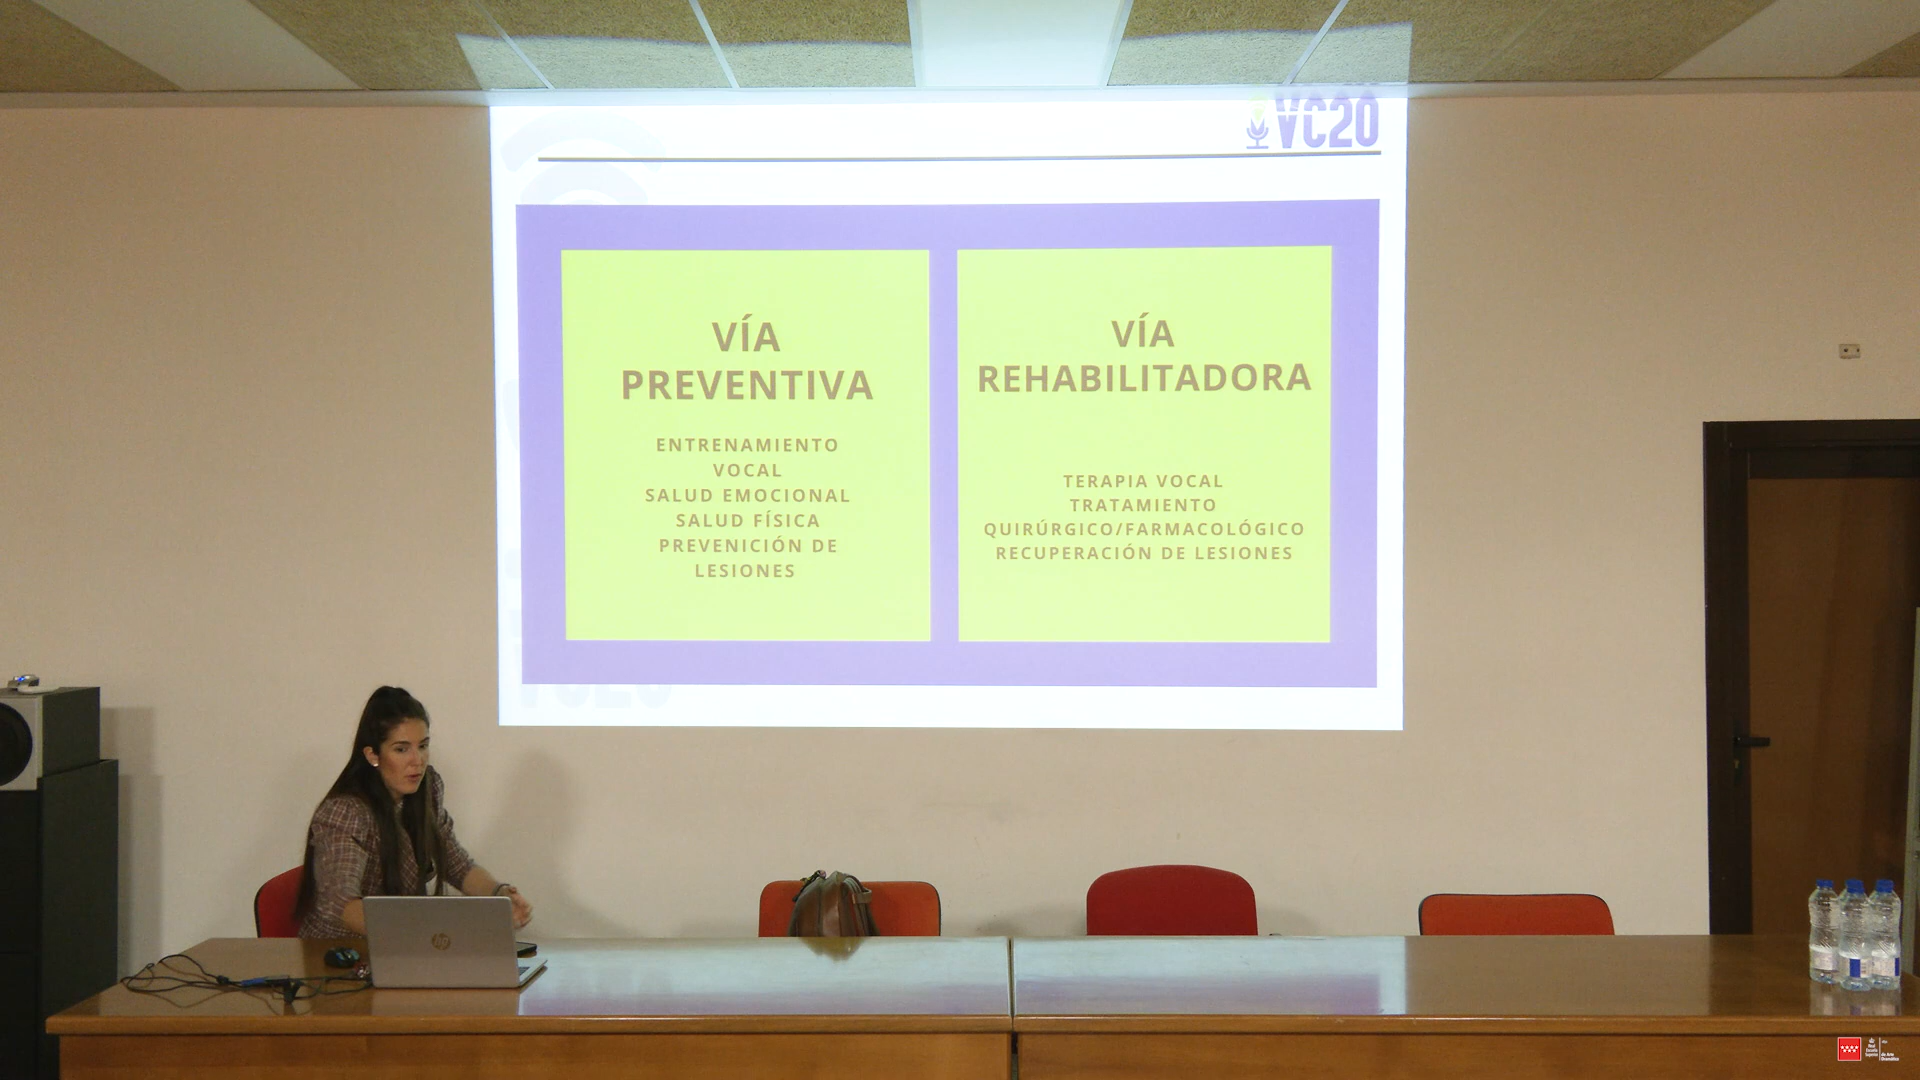 VC20
VÍA
PREVENTIVA
ENTRENAMIENTO
VOCAL
SALUD EMOCIONAL
SALUD FÍSICA
PREVENICIÓN DE
LESIONES
VÍA
REHABILITADORA
TERAPIA VOCAL
TRATAMIENTO
QUIRÚRGICO/FARMACOLÓGICO
RECUPERACIÓN DE LESIONES
hp